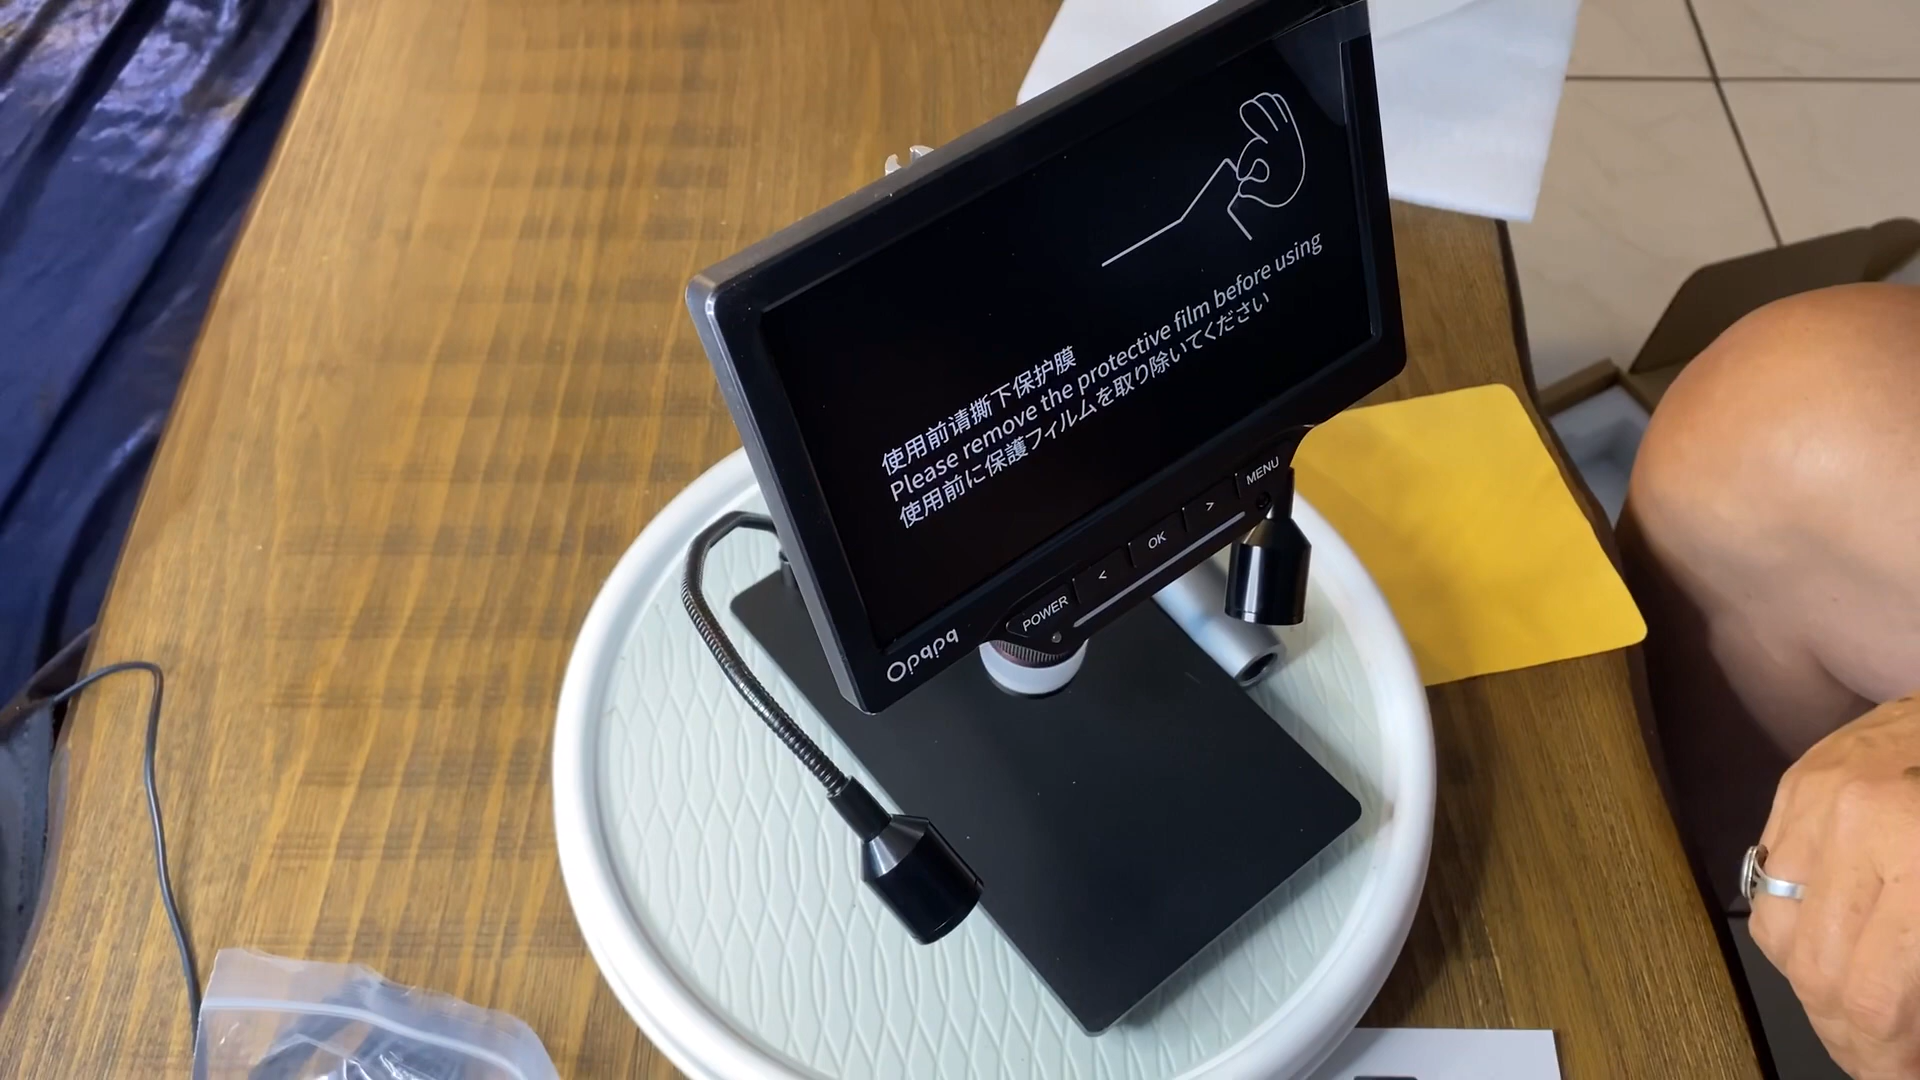 使用前请撕下保护膜
Please remove the protective film before using
使用前に保護フィルムを取り除いてください
POWER
<
OK
>
MENU